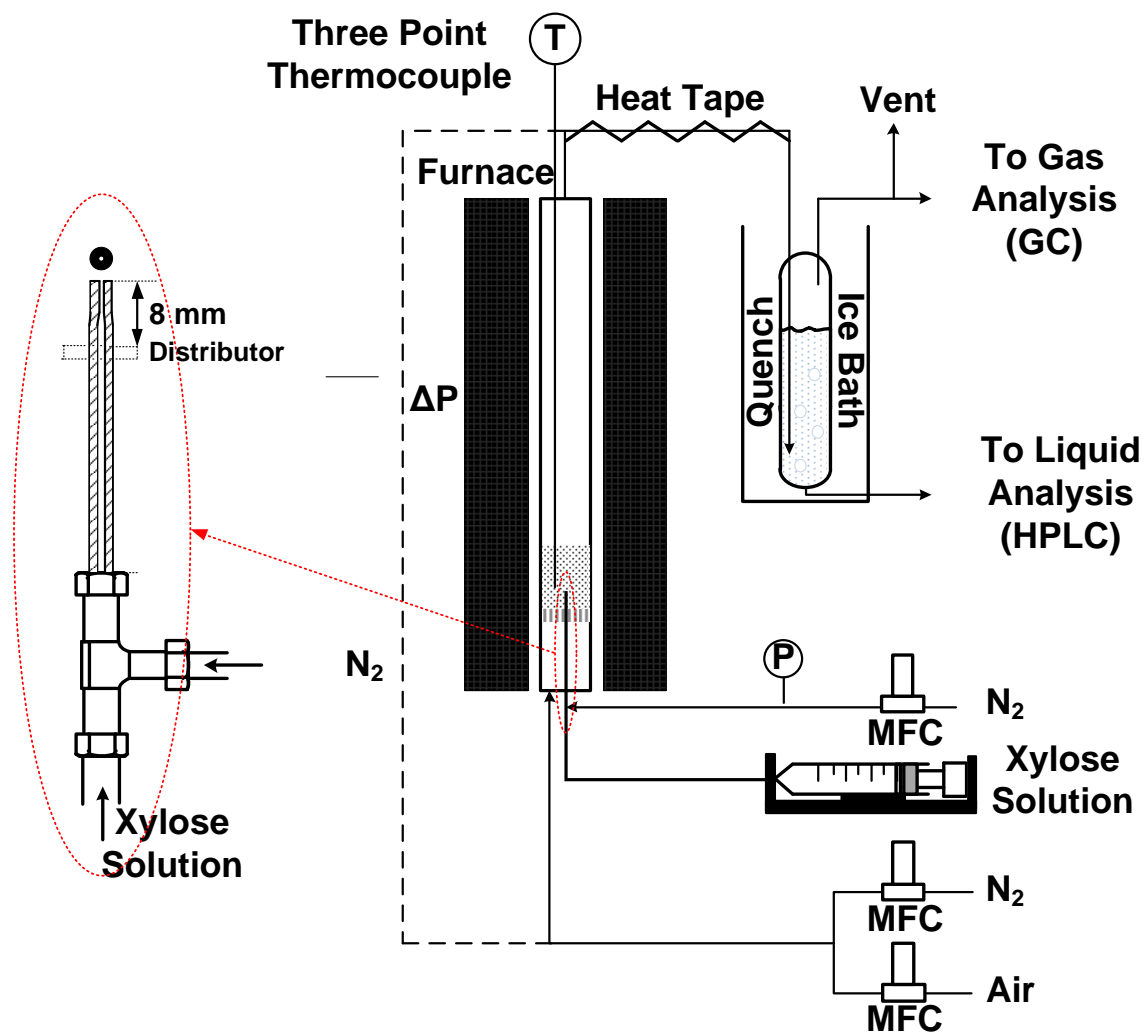 Three Point
Thermocouple
T
Heat Tape
Vent
To Gas
Analysis
(GC)
Furnace
8 mm
Distributor
ΔP
Quench
Ice Bath
To Liquid
Analysis
(HPLC)
N₂
P
MFC
N₂
Xylose
Solution
Xylose
Solution
MFC
N₂
MFC
Air